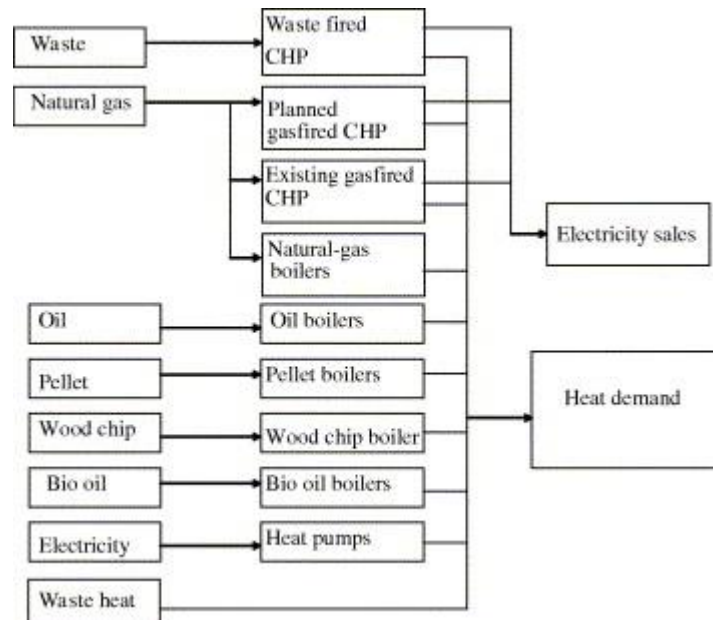 Waste
Waste fired
CHP
Natural gas
Planned
gasfired CHP
Existing gasfired
CHP
Natural-gas
boilers
Electricity sales
Oil
Oil boilers
Pellet
Pellet boilers
Heat demand
Wood chip
Wood chip boiler
Bio oil
Bio oil boilers
Electricity
Heat pumps
Waste heat